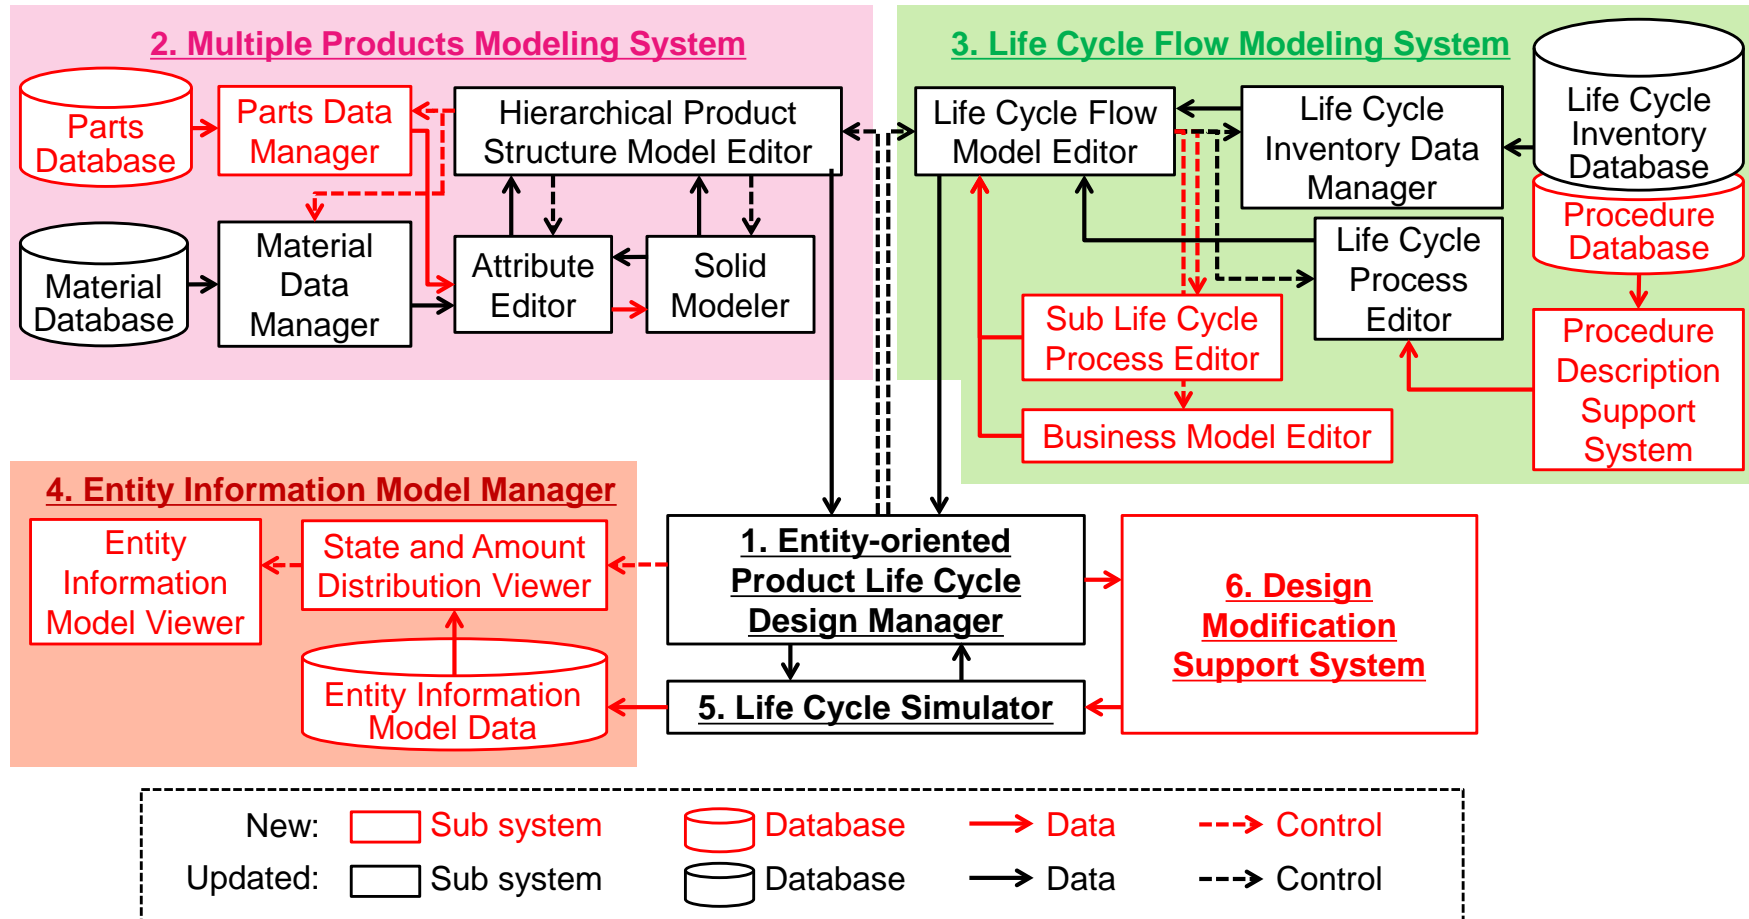 2. Multiple Products Modeling System
Parts
Database
Parts Data
Manager
Hierarchical Product
Structure Model Editor
Material
Database
Material
Data
Manager
Attribute
Editor
Solid
Modeler
3. Life Cycle Flow Modeling System
Life Cycle Flow
Model Editor
Life Cycle
Inventory Data
Manager
Life Cycle
Inventory
Database
Procedure
Database
Life Cycle
Process
Editor
Sub Life Cycle
Process Editor
Business Model Editor
Procedure
Description
Support
System
4. Entity Information Model Manager
Entity
Information
Model Viewer
State and Amount
Distribution Viewer
Entity Information
Model Data
1. Entity-oriented
Product Life Cycle
Design Manager
5. Life Cycle Simulator
6. Design
Modification
Support System
New: Sub system Database Data Control
Updated: Sub system Database Data Control